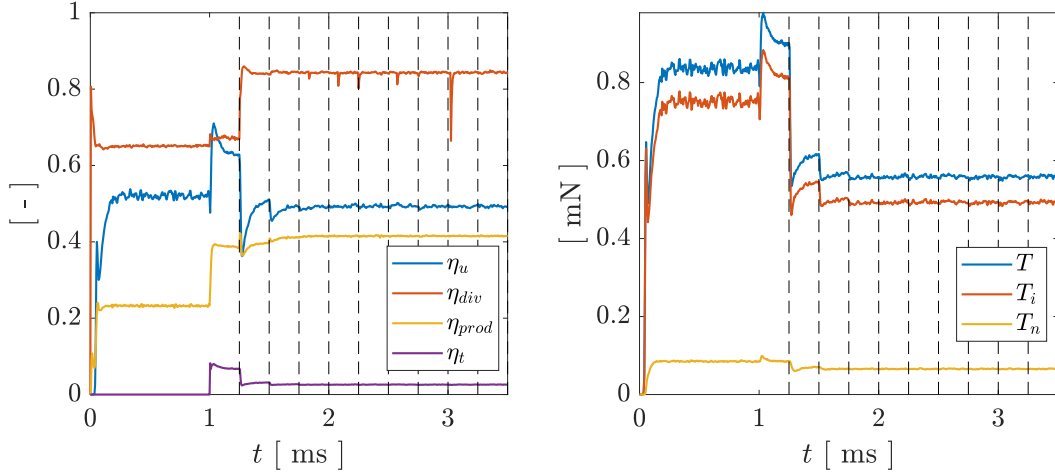 1
0.8
0.6
0.4
0.2
0
[ - ]
η_u
η_div
η_prod
η_t
0 1 2 3
t [ ms ]
0.8
0.6
0.4
0.2
0
[ mN ]
T
T_i
T_n
0 1 2 3
t [ ms ]